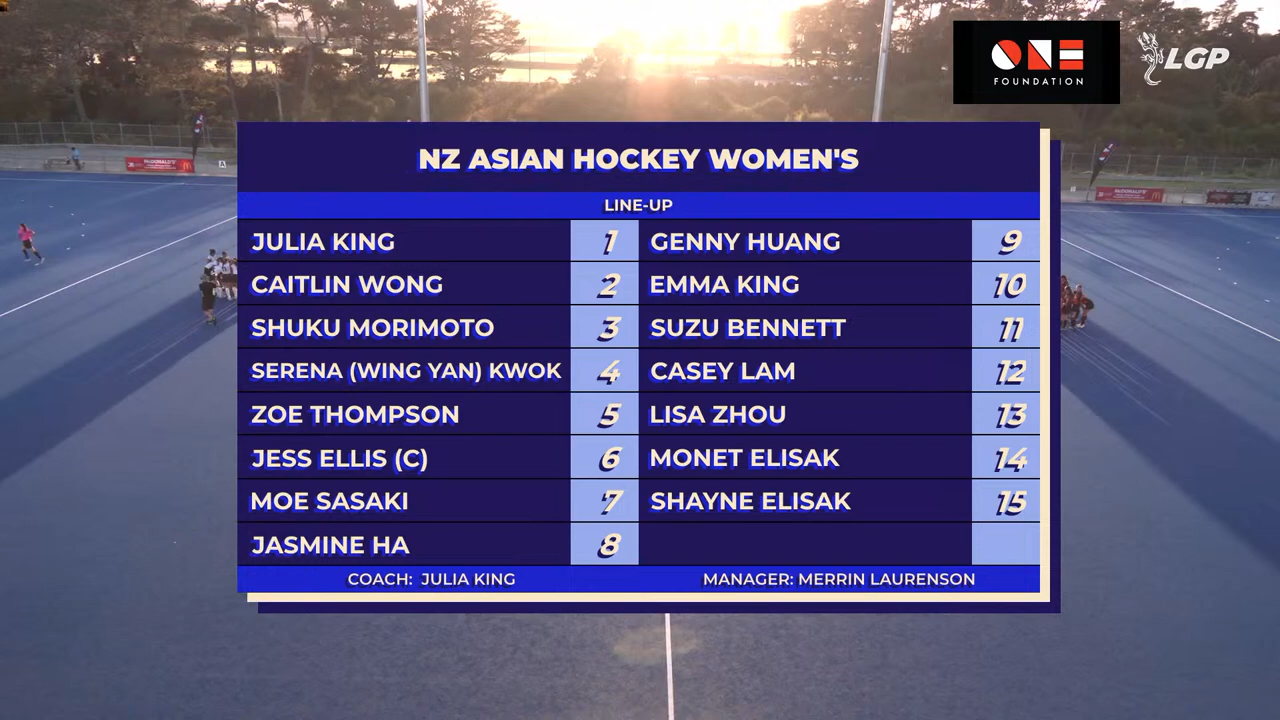 ONE
FOUNDATION
LGP
NZ ASIAN HOCKEY WOMEN'S
LINE-UP
JULIA KING 1 GENNY HUANG 9
CAITLIN WONG 2 EMMA KING 10
SHUKU MORIMOTO 3 SUZU BENNETT 11
SERENA (WING YAN) KWOK 4 CASEY LAM 12
ZOE THOMPSON 5 LISA ZHOU 13
JESS ELLIS (C) 6 MONET ELISAK 14
MOE SASAKI 7 SHAYNE ELISAK 15
JASMINE HA 8
COACH: JULIA KING MANAGER: MERRIN LAURENSON
McDONALD'S
A
McDONALD'S